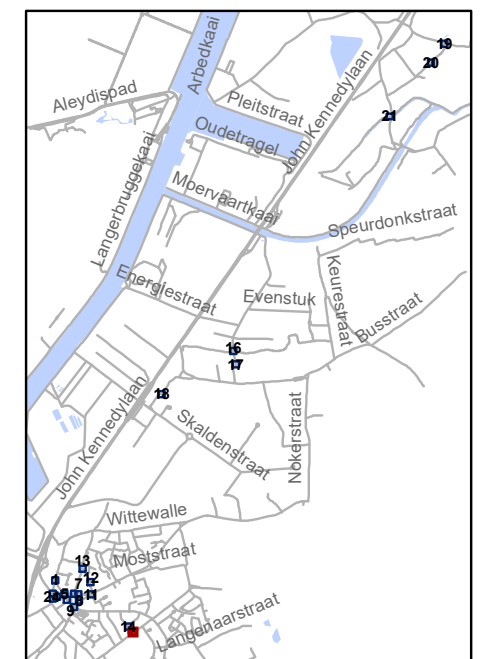 19
20
21
Arbedkaai
Aleydispad
Pleitstraat
John Kennedylaan
Oudetragel
Langerbruggekaai
Moervaartkaai
Speurdonkstraat
Energiestraat
Evenstuk
Keurestraat
Busstraat
16
17
18
John Kennedylaan
Skaldenstraat
Nokerstraat
Wittewalle
Moststraat
13
7
12
11
9
14
Langenaarstraat